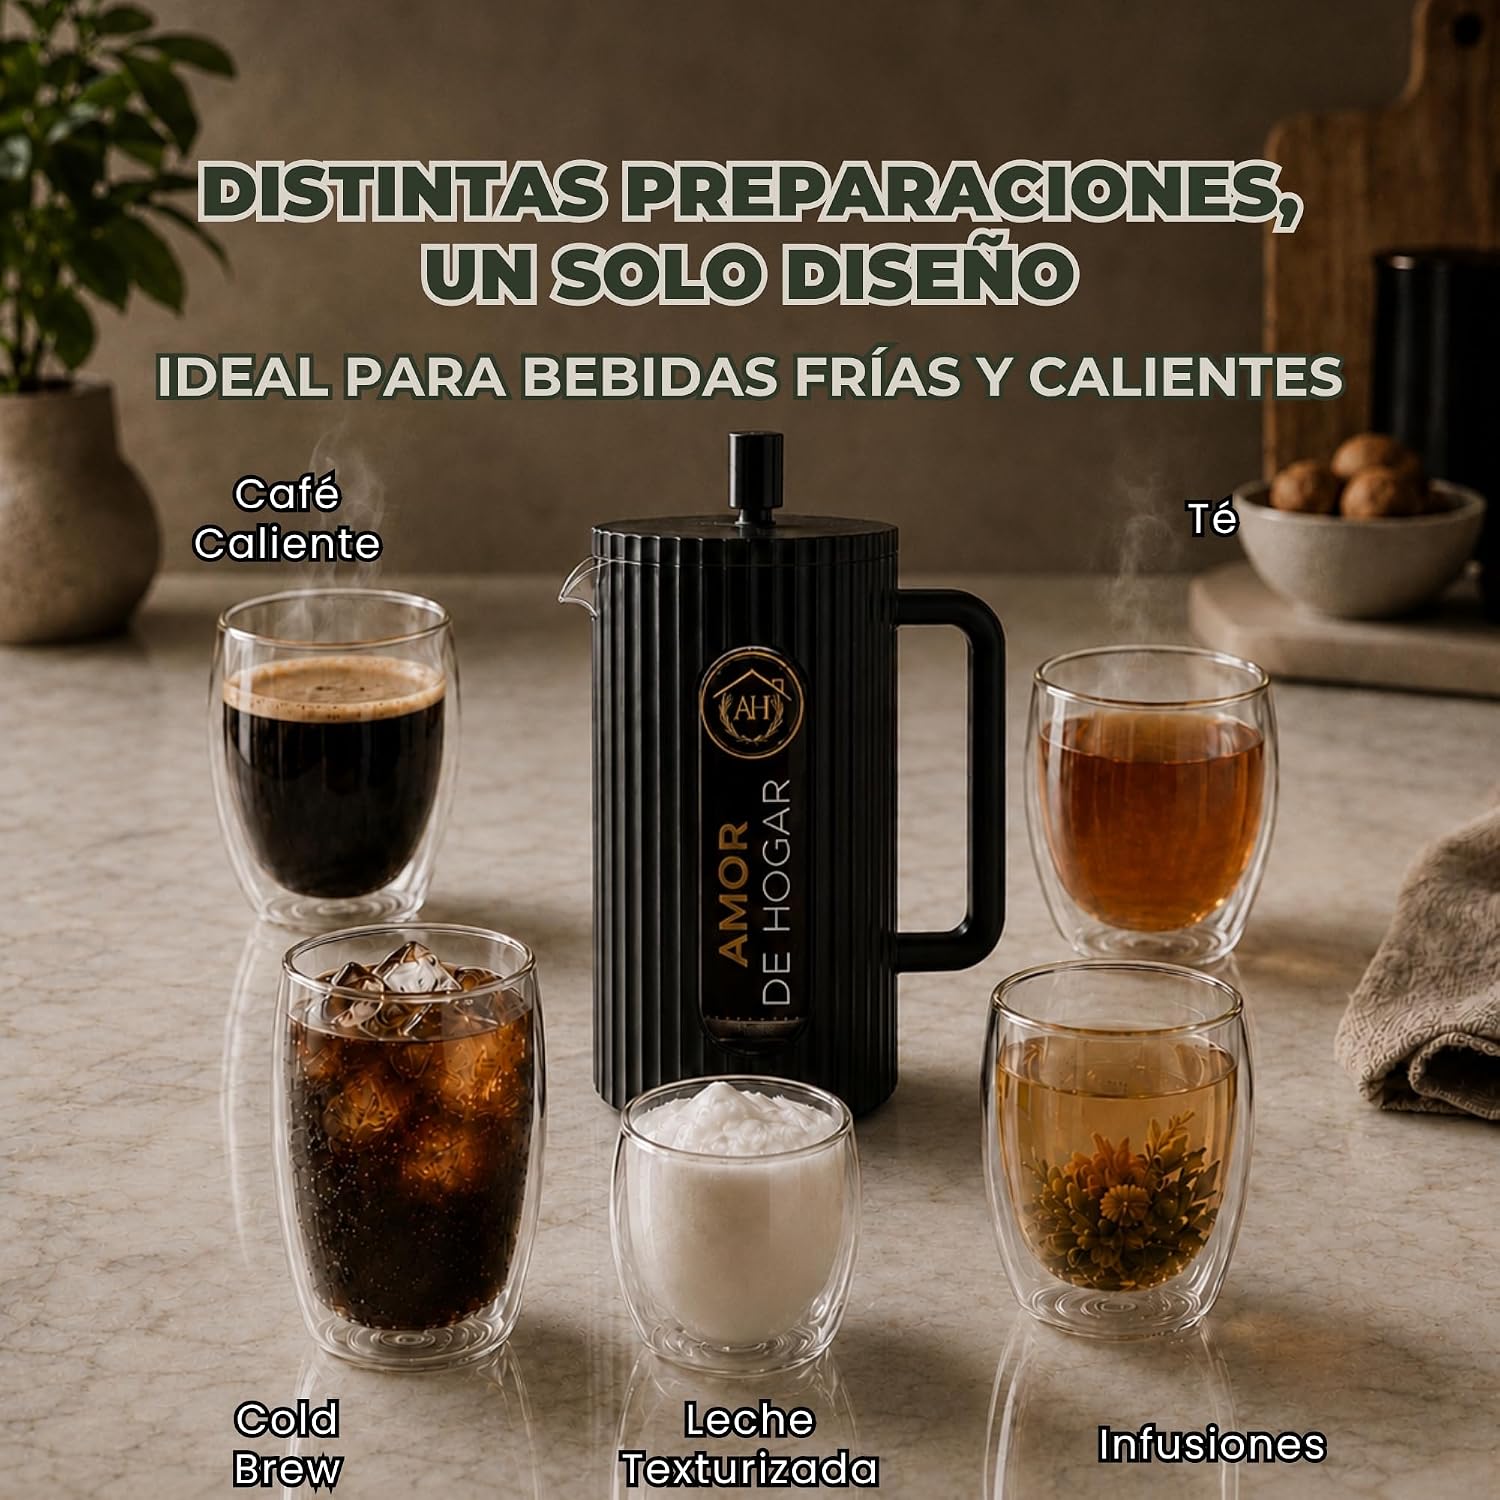 DISTINTAS PREPARACIONES,
UN SOLO DISEÑO
IDEAL PARA BEBIDAS FRÍAS Y CALIENTES
Café
Caliente
Té
AH
AMOR
DE HOGAR
Cold
Brew
Leche
Texturizada
Infusiones